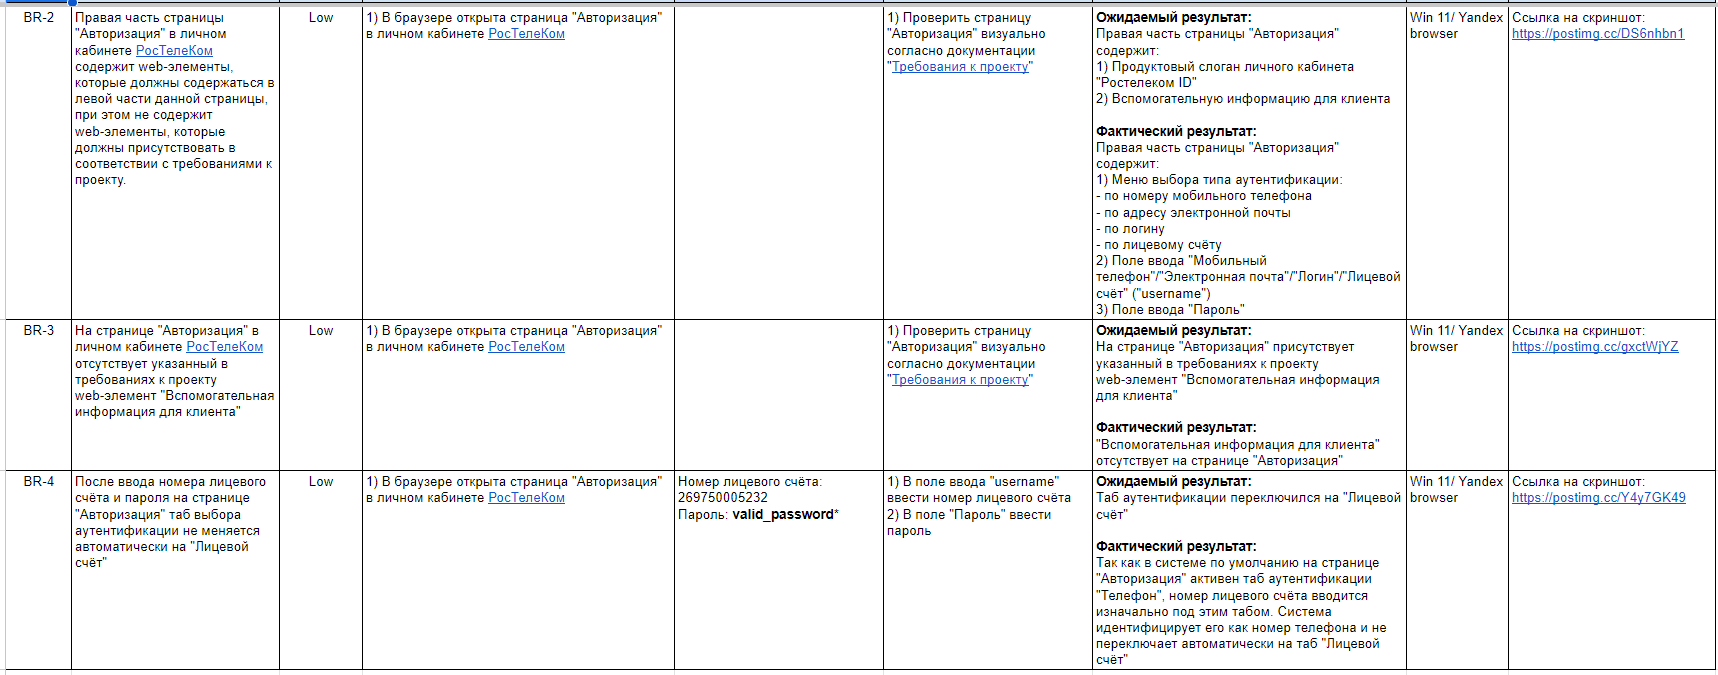 BR-2
Правая часть страницы
"Авторизация" в личном
кабинете РосТелеКом
содержит web-элементы,
которые должны содержаться в
левой части данной страницы,
при этом не содержит
web-элементы, которые
должны присутствовать в
соответствии с требованиями к
проекту.
Low
1) В браузере открыта страница "Авторизация"
в личном кабинете РосТелеКом
1) Проверить страницу
"Авторизация" визуально
согласно документации
"Требования к проекту"
Ожидаемый результат:
Правая часть страницы "Авторизация"
содержит:
1) Продуктовый слоган личного кабинета
"Ростелеком ID"
2) Вспомогательную информацию для клиента
Фактический результат:
Правая часть страницы "Авторизация"
содержит:
1) Меню выбора типа аутентификации:
- по номеру мобильного телефона
- по адресу электронной почты
- по логину
- по лицевому счёту
2) Поле ввода "Мобильный
телефон"/"Электронная почта"/"Логин"/"Лицевой
счёт" ("username")
3) Поле ввода "Пароль"
Win 11/ Yandex
browser
Ссылка на скриншот:
https://postimg.cc/DS6nhbn1
BR-3
На странице "Авторизация" в
личном кабинете РосТелеКом
отсутствует указанный в
требованиях к проекту
web-элемент "Вспомогательная
информация для клиента"
Low
1) В браузере открыта страница "Авторизация"
в личном кабинете РосТелеКом
1) Проверить страницу
"Авторизация" визуально
согласно документации
"Требования к проекту"
Ожидаемый результат:
На странице "Авторизация" присутствует
указанный в требованиях к проекту
web-элемент "Вспомогательная информация
для клиента"
Фактический результат:
"Вспомогательная информация для клиента"
отсутствует на странице "Авторизация"
Win 11/ Yandex
browser
Ссылка на скриншот:
https://postimg.cc/gxctWjYZ
BR-4
После ввода номера лицевого
счёта и пароля на странице
"Авторизация" таб выбора
аутентификации не меняется
автоматически на "Лицевой
счёт"
Low
1) В браузере открыта страница "Авторизация"
в личном кабинете РосТелеКом
Номер лицевого счёта:
269750005232
Пароль: valid_password*
1) В поле ввода "username"
ввести номер лицевого счёта
2) В поле "Пароль" ввести
пароль
Ожидаемый результат:
Таб аутентификации переключился на "Лицевой
счёт"
Фактический результат:
Так как в системе по умолчанию на странице
"Авторизация" активен таб аутентификации
"Телефон", номер лицевого счёта вводится
изначально под этим табом. Система
идентифицирует его как номер телефона и не
переключает автоматически на таб "Лицевой
счёт"
Win 11/ Yandex
browser
Ссылка на скриншот:
https://postimg.cc/Y4y7GK49